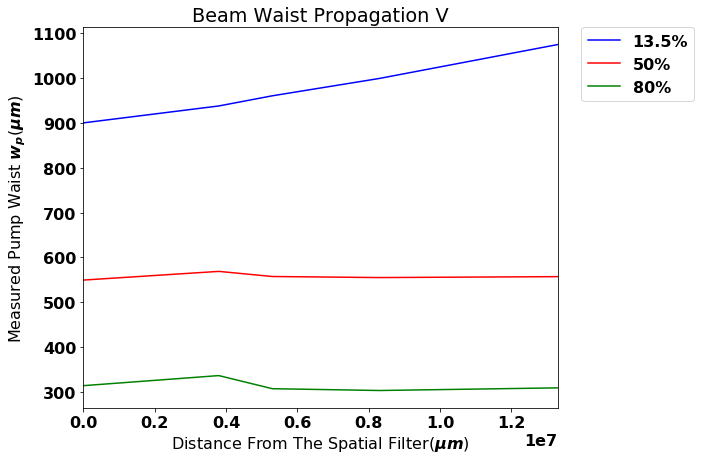 Beam Waist Propagation V
13.5%
50%
80%
Measured Pump Waist w_p(μm)
1100
1000
900
800
700
600
500
400
300
0.0 0.2 0.4 0.6 0.8 1.0 1.2
1e7
Distance From The Spatial Filter(μm)